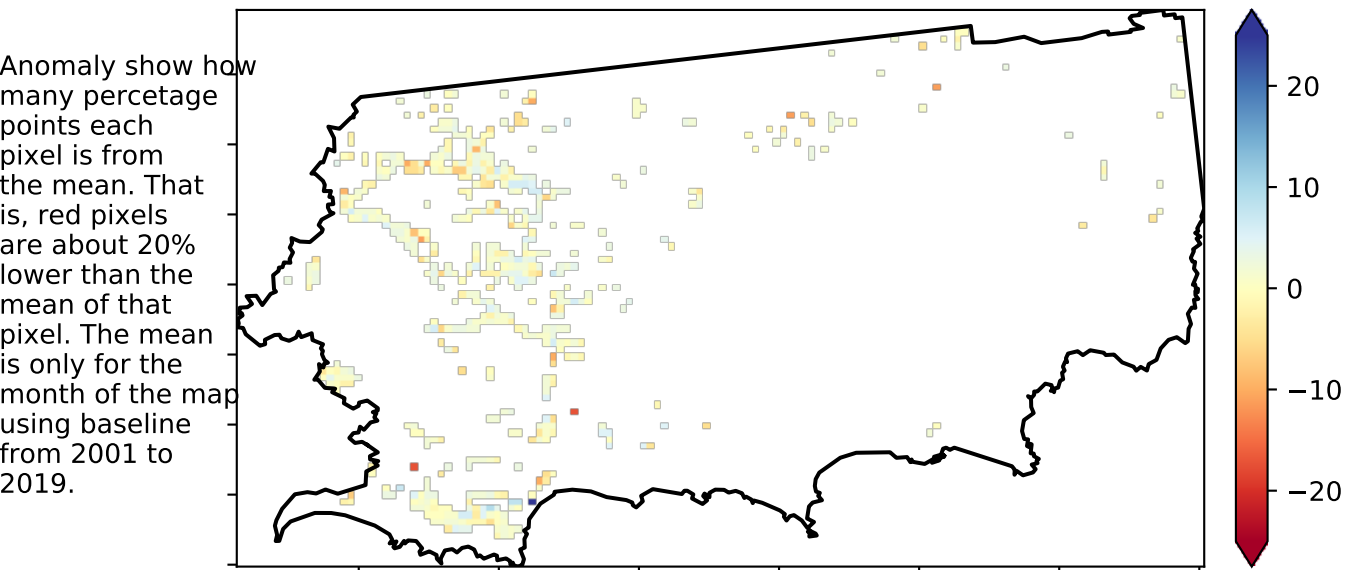 Anomaly show how
many percetage
points each
pixel is from
the mean. That
is, red pixels
are about 20%
lower than the
mean of that
pixel. The mean
is only for the
month of the map
using baseline
from 2001 to
2019.
20
10
0
−10
−20